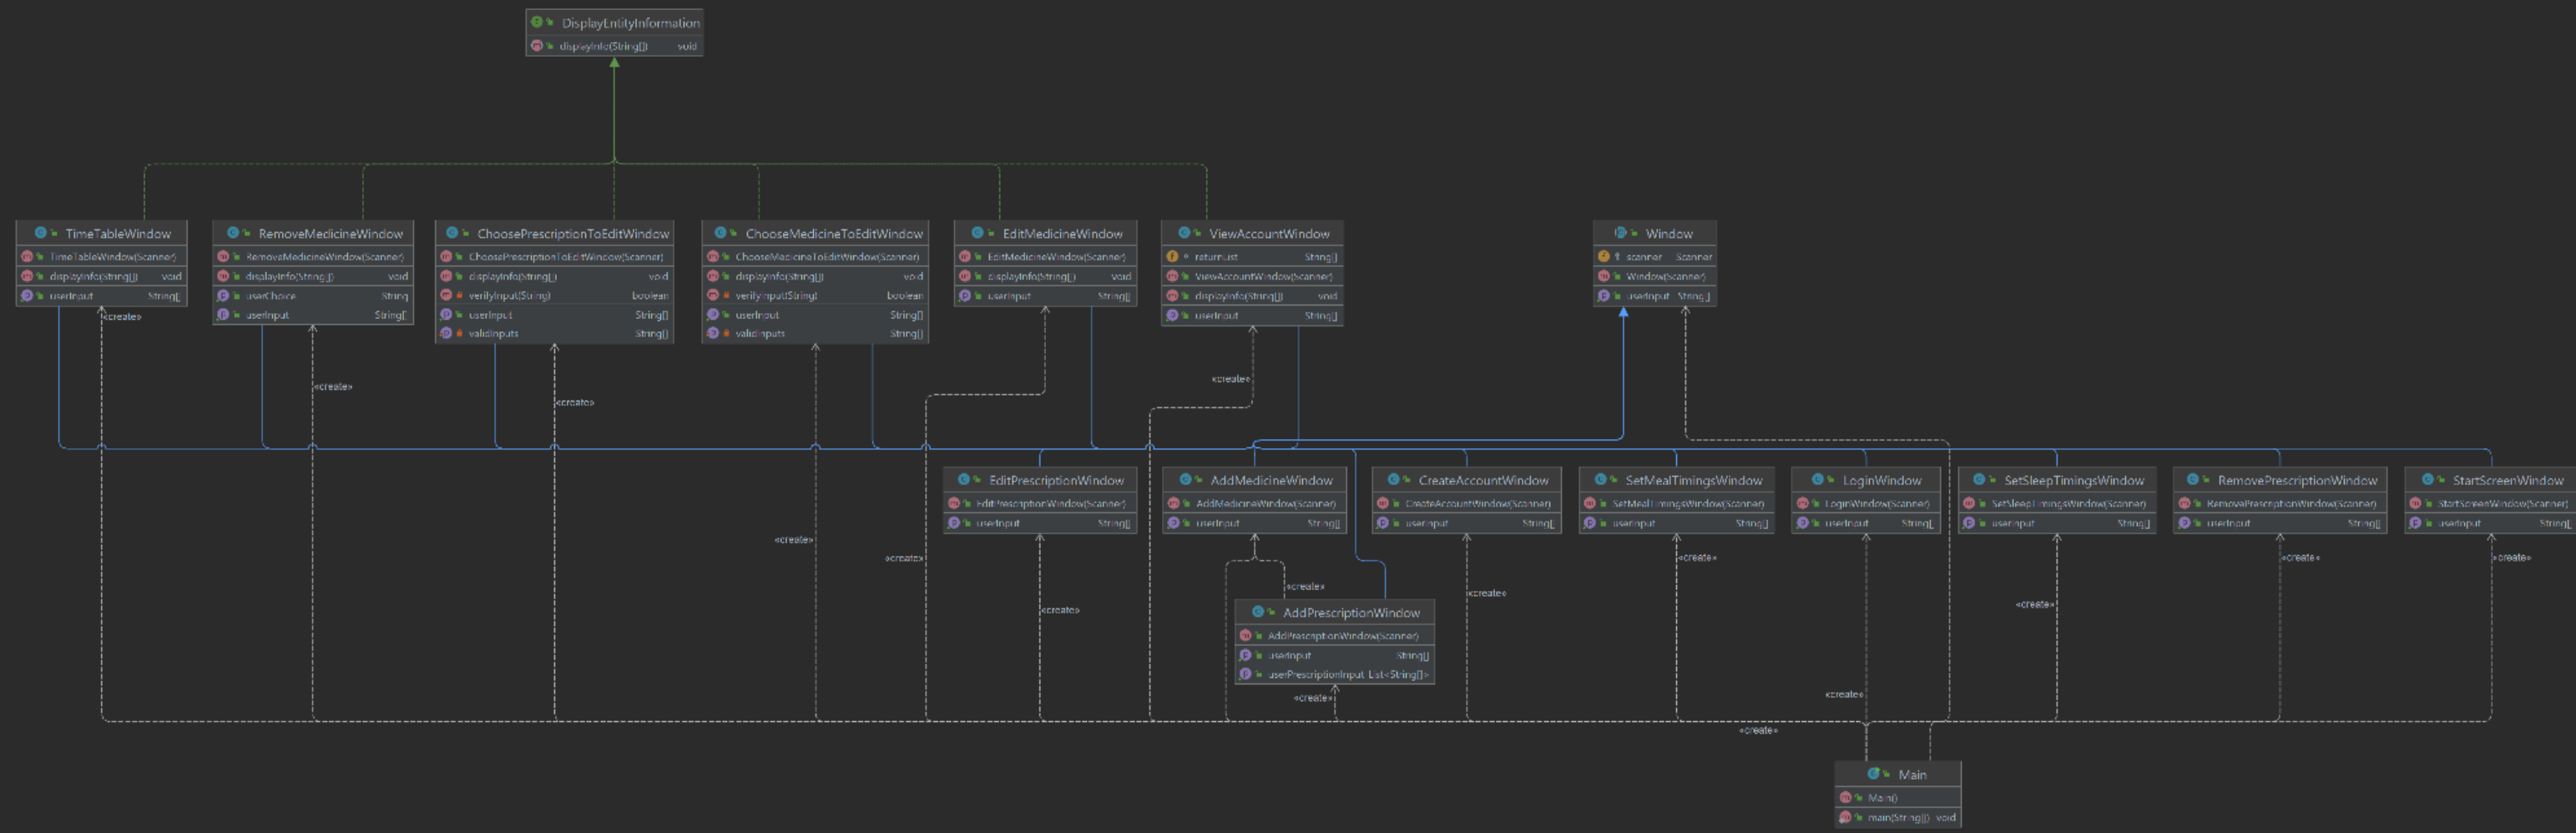 DisplayEntityInformation
displayInfo(String[]) void
TimeTableWindow
TimeTableWindow(Scanner)
displayInfo(String[]) void
userInput String[]
«create»
RemoveMedicineWindow
RemoveMedicineWindow(Scanner)
displayInfo(String[]) void
userChoice String
userInput String[]
«create»
ChoosePrescriptionToEditWindow
ChoosePrescriptionToEditWindow(Scanner)
displayInfo(String[]) void
verifyInput(String) boolean
userInput String[]
validInputs String[]
«create»
ChooseMedicineToEditWindow
ChooseMedicineToEditWindow(Scanner)
displayInfo(String[]) void
verifyInput(String) boolean
userInput String[]
validInputs String[]
«create»
EditMedicineWindow
EditMedicineWindow(Scanner)
displayInfo(String[]) void
userInput String[]
«create»
ViewAccountWindow
returnList String[]
ViewAccountWindow(Scanner)
displayInfo(String[]) void
userInput String[]
«create»
Window
scanner Scanner
Window(Scanner)
userInput String[]
EditPrescriptionWindow
EditPrescriptionWindow(Scanner)
userInput String[]
«create»
AddMedicineWindow
AddMedicineWindow(Scanner)
userInput String[]
«create»
AddPrescriptionWindow
AddPrescriptionWindow(Scanner)
userInput String[]
userPrescriptionInput List<String[]>
«create»
CreateAccountWindow
CreateAccountWindow(Scanner)
userInput String[]
«create»
SetMealTimingsWindow
SetMealTimingsWindow(Scanner)
userInput String[]
«create»
LoginWindow
LoginWindow(Scanner)
userInput String[]
«create»
SetSleepTimingsWindow
SetSleepTimingsWindow(Scanner)
userInput String[]
«create»
RemovePrescriptionWindow
RemovePrescriptionWindow(Scanner)
userInput String[]
«create»
StartScreenWindow
StartScreenWindow(Scanner)
userInput String[]
«create»
«create»
Main
Main()
main(String[]) void